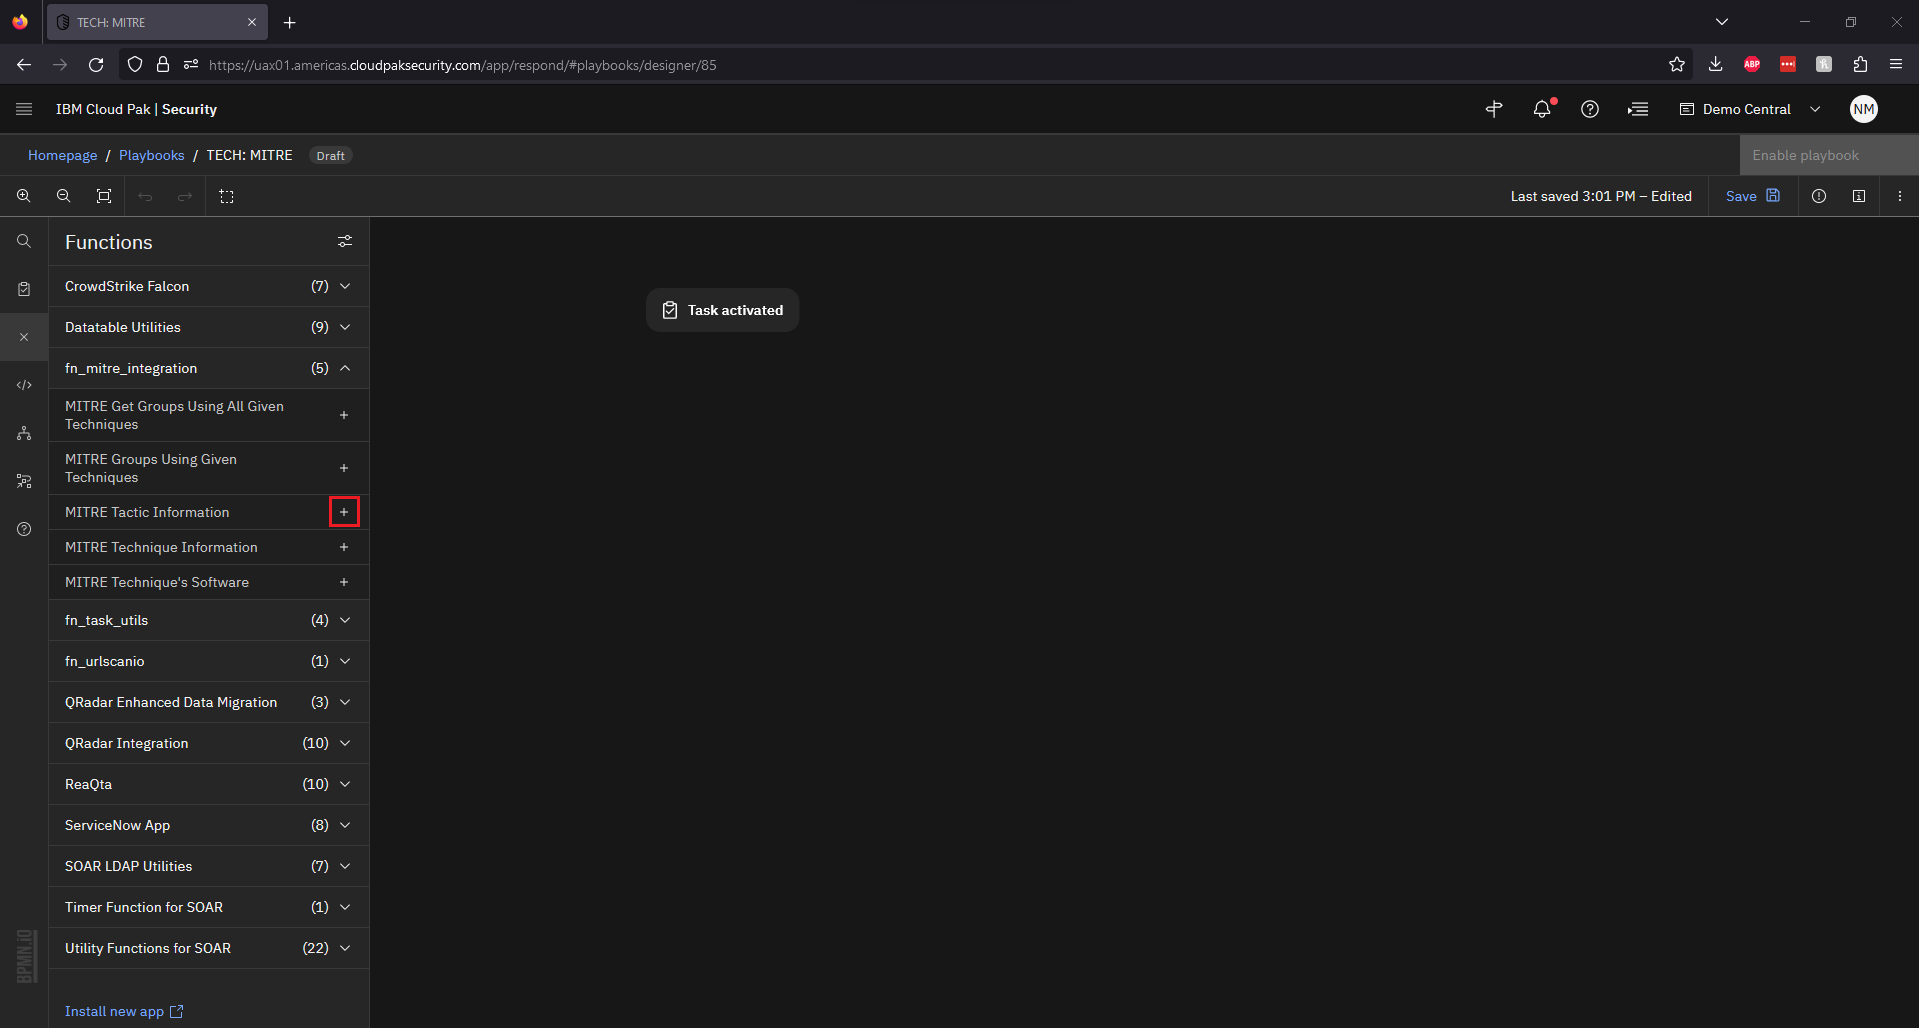 TECH: MITRE
https://uax01.americas.cloudpaksecurity.com/app/respond/#playbooks/designer/85
ABP
IBM Cloud Pak | Security
Demo Central
NM
Homepage / Playbooks / TECH: MITRE Draft
Enable playbook
Last saved 3:01 PM – Edited
Save
Functions
CrowdStrike Falcon (7)
Datatable Utilities (9)
fn_mitre_integration (5)
MITRE Get Groups Using All Given
Techniques
MITRE Groups Using Given
Techniques
MITRE Tactic Information
MITRE Technique Information
MITRE Technique's Software
fn_task_utils (4)
fn_urlscanio (1)
QRadar Enhanced Data Migration (3)
QRadar Integration (10)
ReaQta (10)
ServiceNow App (8)
SOAR LDAP Utilities (7)
Timer Function for SOAR (1)
Utility Functions for SOAR (22)
Install new app
BPMN.iO
Task activated